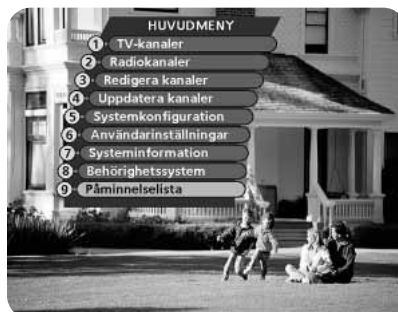 HUVUDMENY
1 TV-kanaler
2 Radiokanaler
3 Redigera kanaler
4 Uppdatera kanaler
5 Systemkonfiguration
6 Användarinställningar
7 Systeminformation
8 Behörighetssystem
9 Påminnelselista